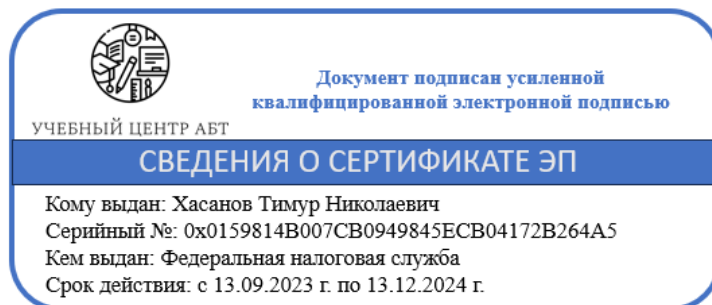 Документ подписан усиленной
квалифицированной электронной подписью
УЧЕБНЫЙ ЦЕНТР АБТ
СВЕДЕНИЯ О СЕРТИФИКАТЕ ЭП
Кому выдан: Хасанов Тимур Николаевич
Серийный №: 0x0159814B007CB0949845ECB04172B264A5
Кем выдан: Федеральная налоговая служба
Срок действия: с 13.09.2023 г. по 13.12.2024 г.